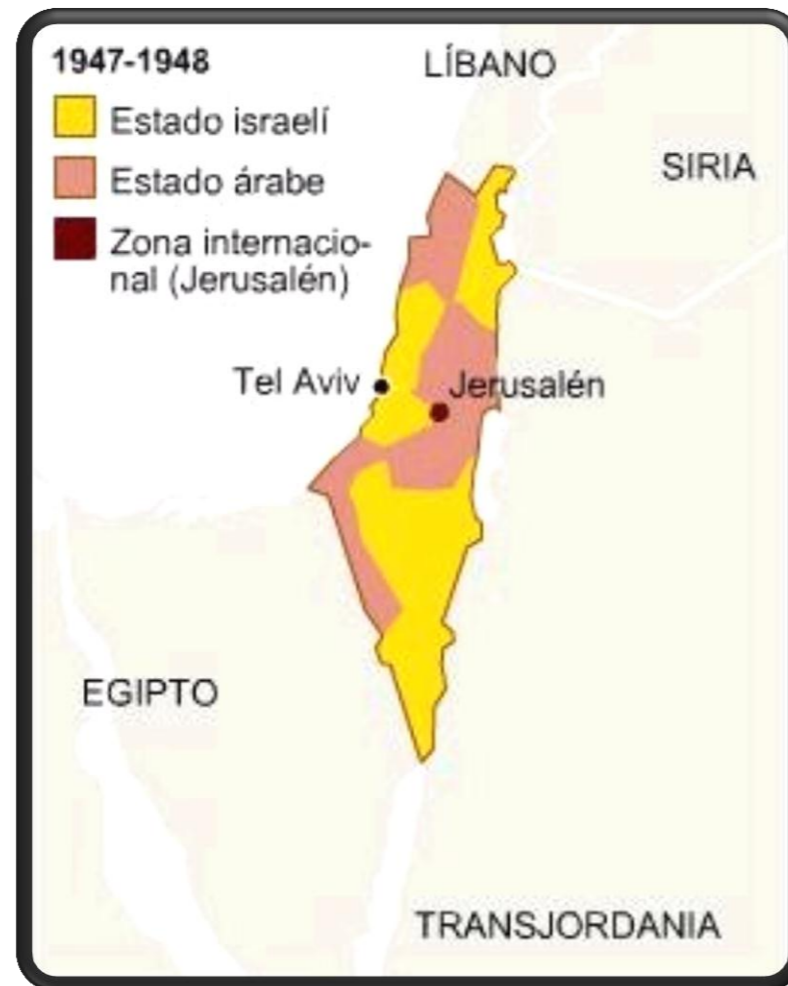 1947-1948
Estado israelí
Estado árabe
Zona internacio-
nal (Jerusalén)
LÍBANO
SIRIA
Tel Aviv
Jerusalén
EGIPTO
TRANSJORDANIA